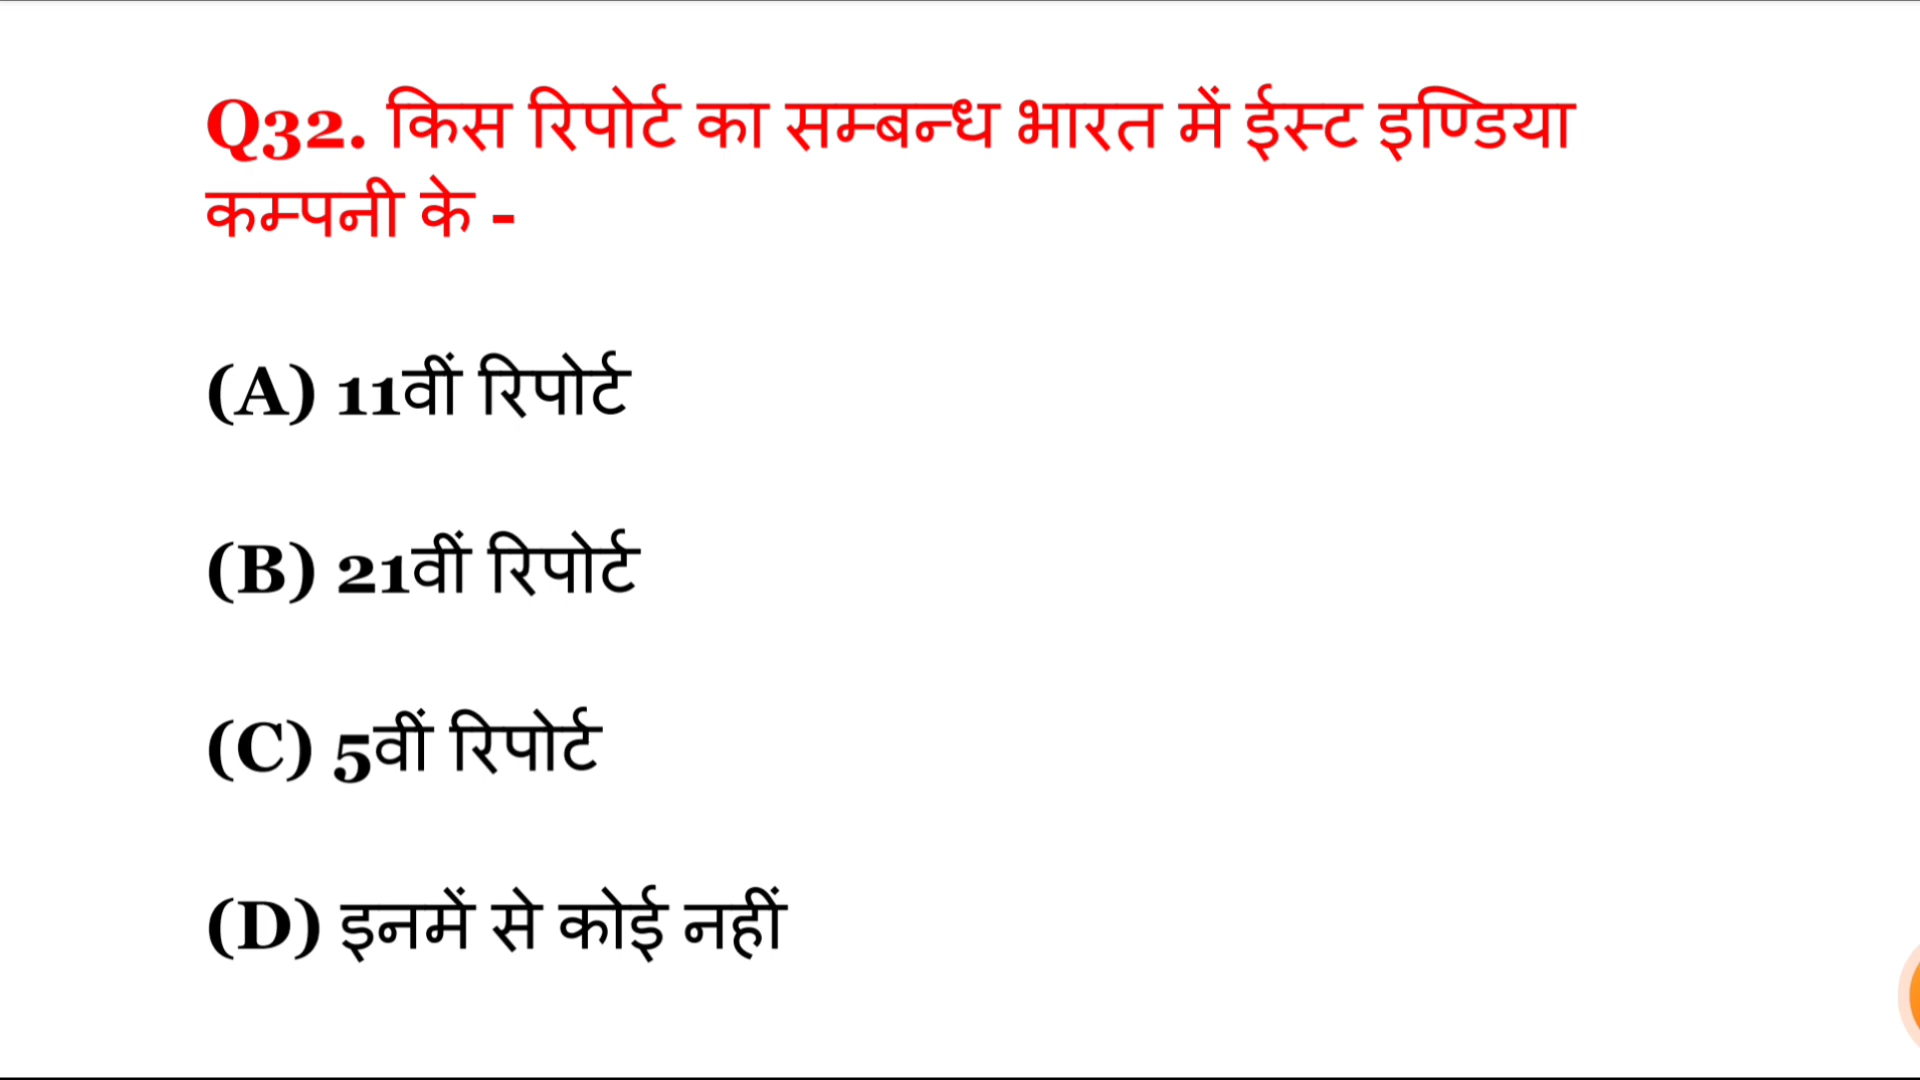 Q32. किस रिपोर्ट का सम्बन्ध भारत में ईस्ट इण्डिया
कम्पनी के -
(A) 11वीं रिपोर्ट
(B) 21वीं रिपोर्ट
(C) 5वीं रिपोर्ट
(D) इनमें से कोई नहीं